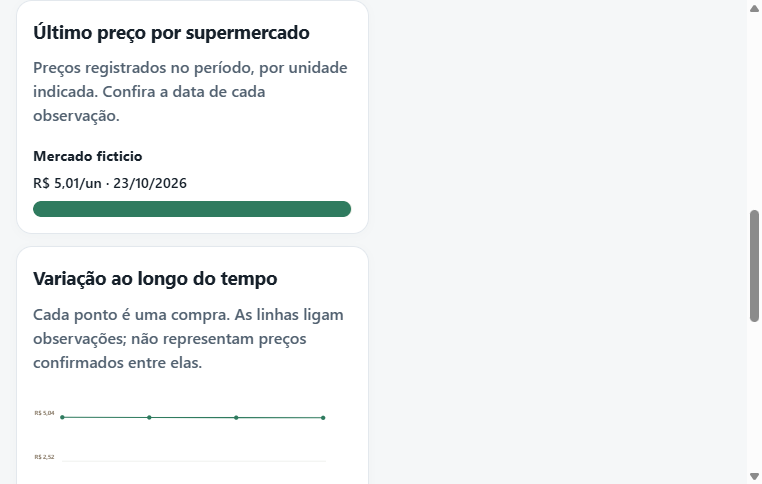 Último preço por supermercado
Preços registrados no período, por unidade
indicada. Confira a data de cada
observação.
Mercado ficticio
R$ 5,01/un · 23/10/2026
Variação ao longo do tempo
Cada ponto é uma compra. As linhas ligam
observações; não representam preços
confirmados entre elas.
R$ 5,04
R$ 2,52